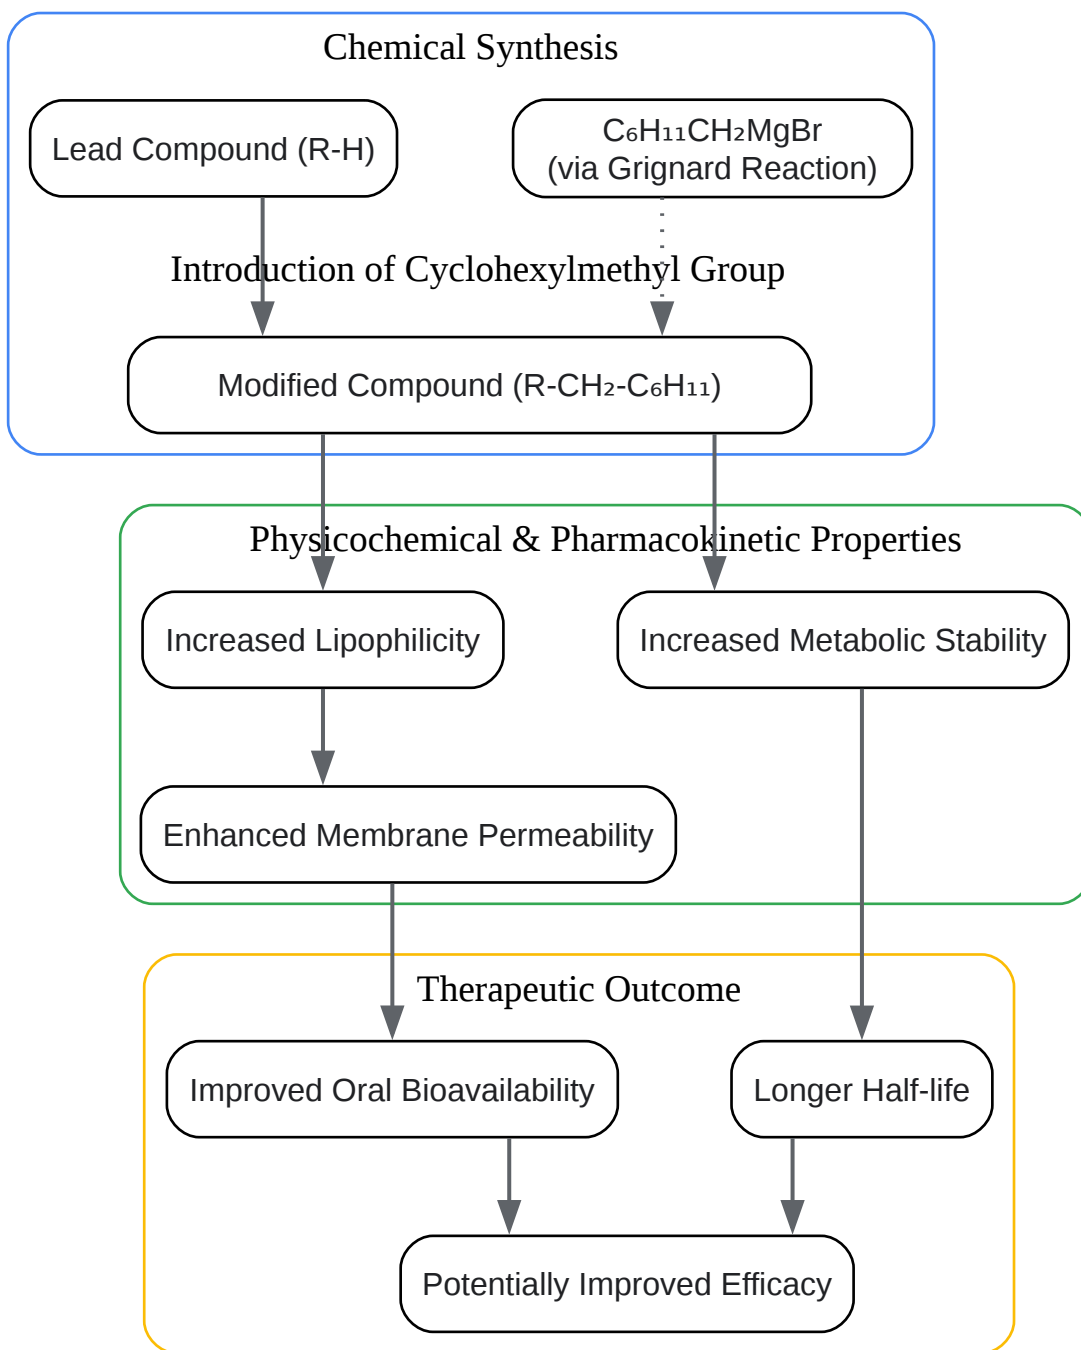 Chemical Synthesis
Lead Compound (R-H)
C₆H₁₁CH₂MgBr
(via Grignard Reaction)
Introduction of Cyclohexylmethyl Group
Modified Compound (R-CH₂-C₆H₁₁)
Physicochemical & Pharmacokinetic Properties
Increased Lipophilicity
Increased Metabolic Stability
Enhanced Membrane Permeability
Therapeutic Outcome
Improved Oral Bioavailability
Longer Half-life
Potentially Improved Efficacy